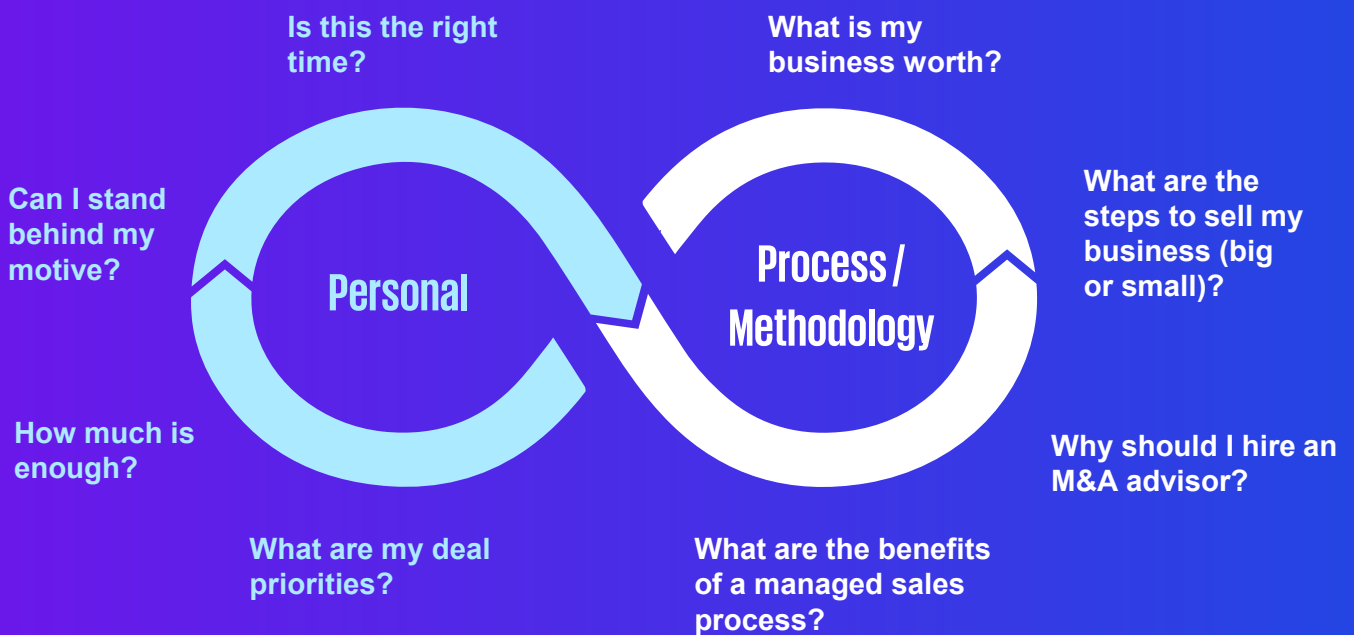 Is this the right
time?
What is my
business worth?
Can I stand
behind my
motive?
Personal
Process /
Methodology
What are the
steps to sell my
business (big
or small)?
How much is
enough?
Why should I hire an
M&A advisor?
What are my deal
priorities?
What are the benefits
of a managed sales
process?